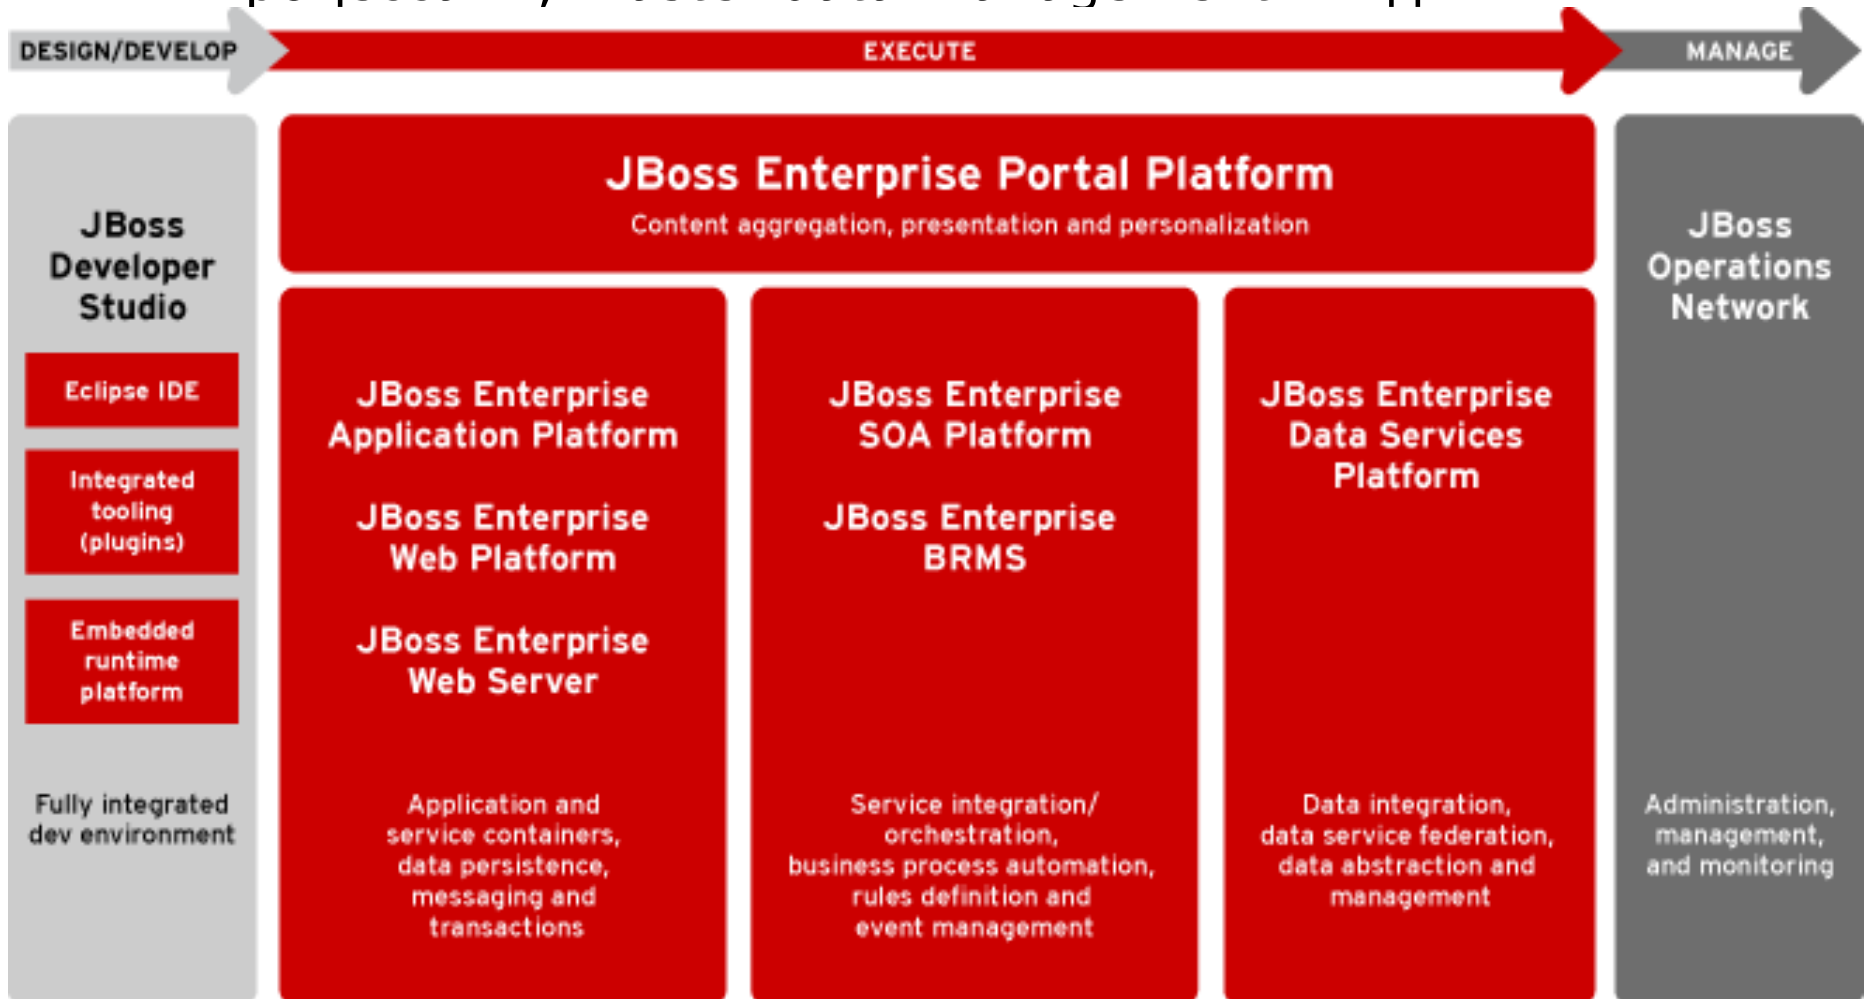 DESIGN/DEVELOP
EXECUTE
MANAGE
JBoss
Developer
Studio
Eclipse IDE
Integrated
tooling
(plugins)
Embedded
runtime
platform
Fully integrated
dev environment
JBoss Enterprise Portal Platform
Content aggregation, presentation and personalization
JBoss Enterprise
Application Platform
JBoss Enterprise
Web Platform
JBoss Enterprise
Web Server
Application and
service containers,
data persistence,
messaging and
transactions
JBoss Enterprise
SOA Platform
JBoss Enterprise
BRMS
Service integration/
orchestration,
business process automation,
rules definition and
event management
JBoss Enterprise
Data Services
Platform
Data integration,
data service federation,
data abstraction and
management
JBoss
Operations
Network
Administration,
management,
and monitoring